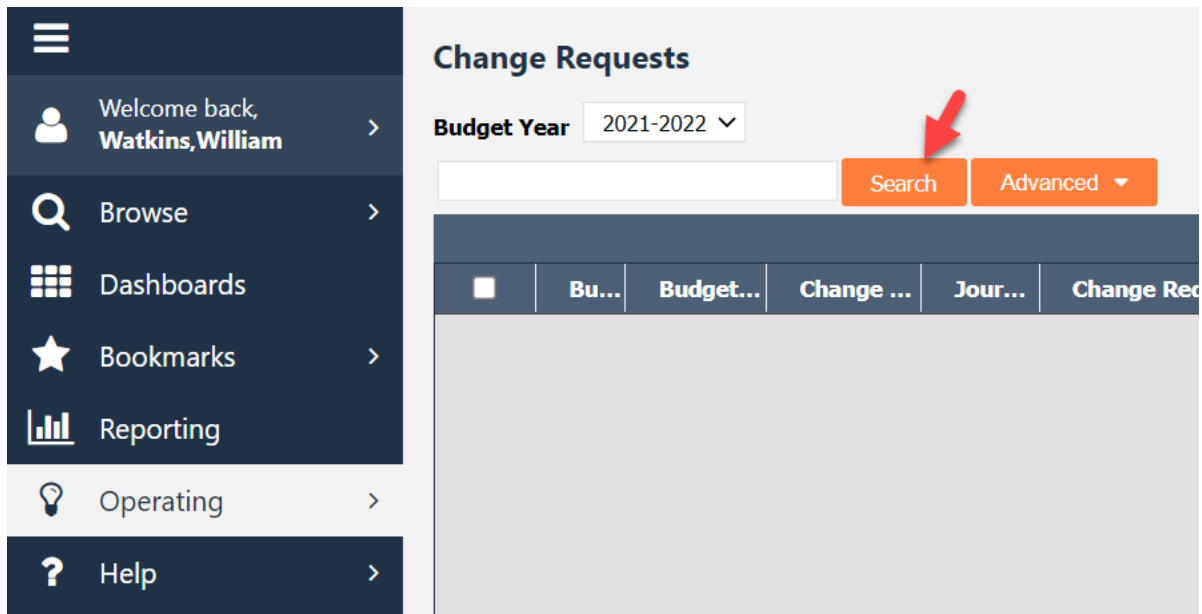 Change Requests
Welcome back,
Watkins,William
Budget Year 2021-2022
Search Advanced
Browse
Dashboards
Bu... Budget... Change ... Jour... Change Req
Bookmarks
Reporting
Operating
Help